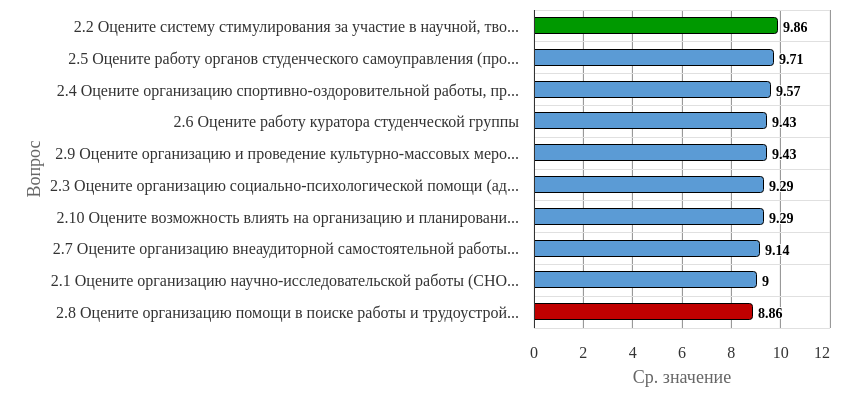 2.2 Оцените систему стимулирования за участие в научной, тво... 9.86
2.5 Оцените работу органов студенческого самоуправления (про... 9.71
2.4 Оцените организацию спортивно-оздоровительной работы, пр... 9.57
2.6 Оцените работу куратора студенческой группы 9.43
2.9 Оцените организацию и проведение культурно-массовых меро... 9.43
2.3 Оцените организацию социально-психологической помощи (ад... 9.29
2.10 Оцените возможность влиять на организацию и планировани... 9.29
2.7 Оцените организацию внеаудиторной самостоятельной работы... 9.14
2.1 Оцените организацию научно-исследовательской работы (СНО... 9
2.8 Оцените организацию помощи в поиске работы и трудоустрой... 8.86
Вопрос
0 2 4 6 8 10 12
Ср. значение